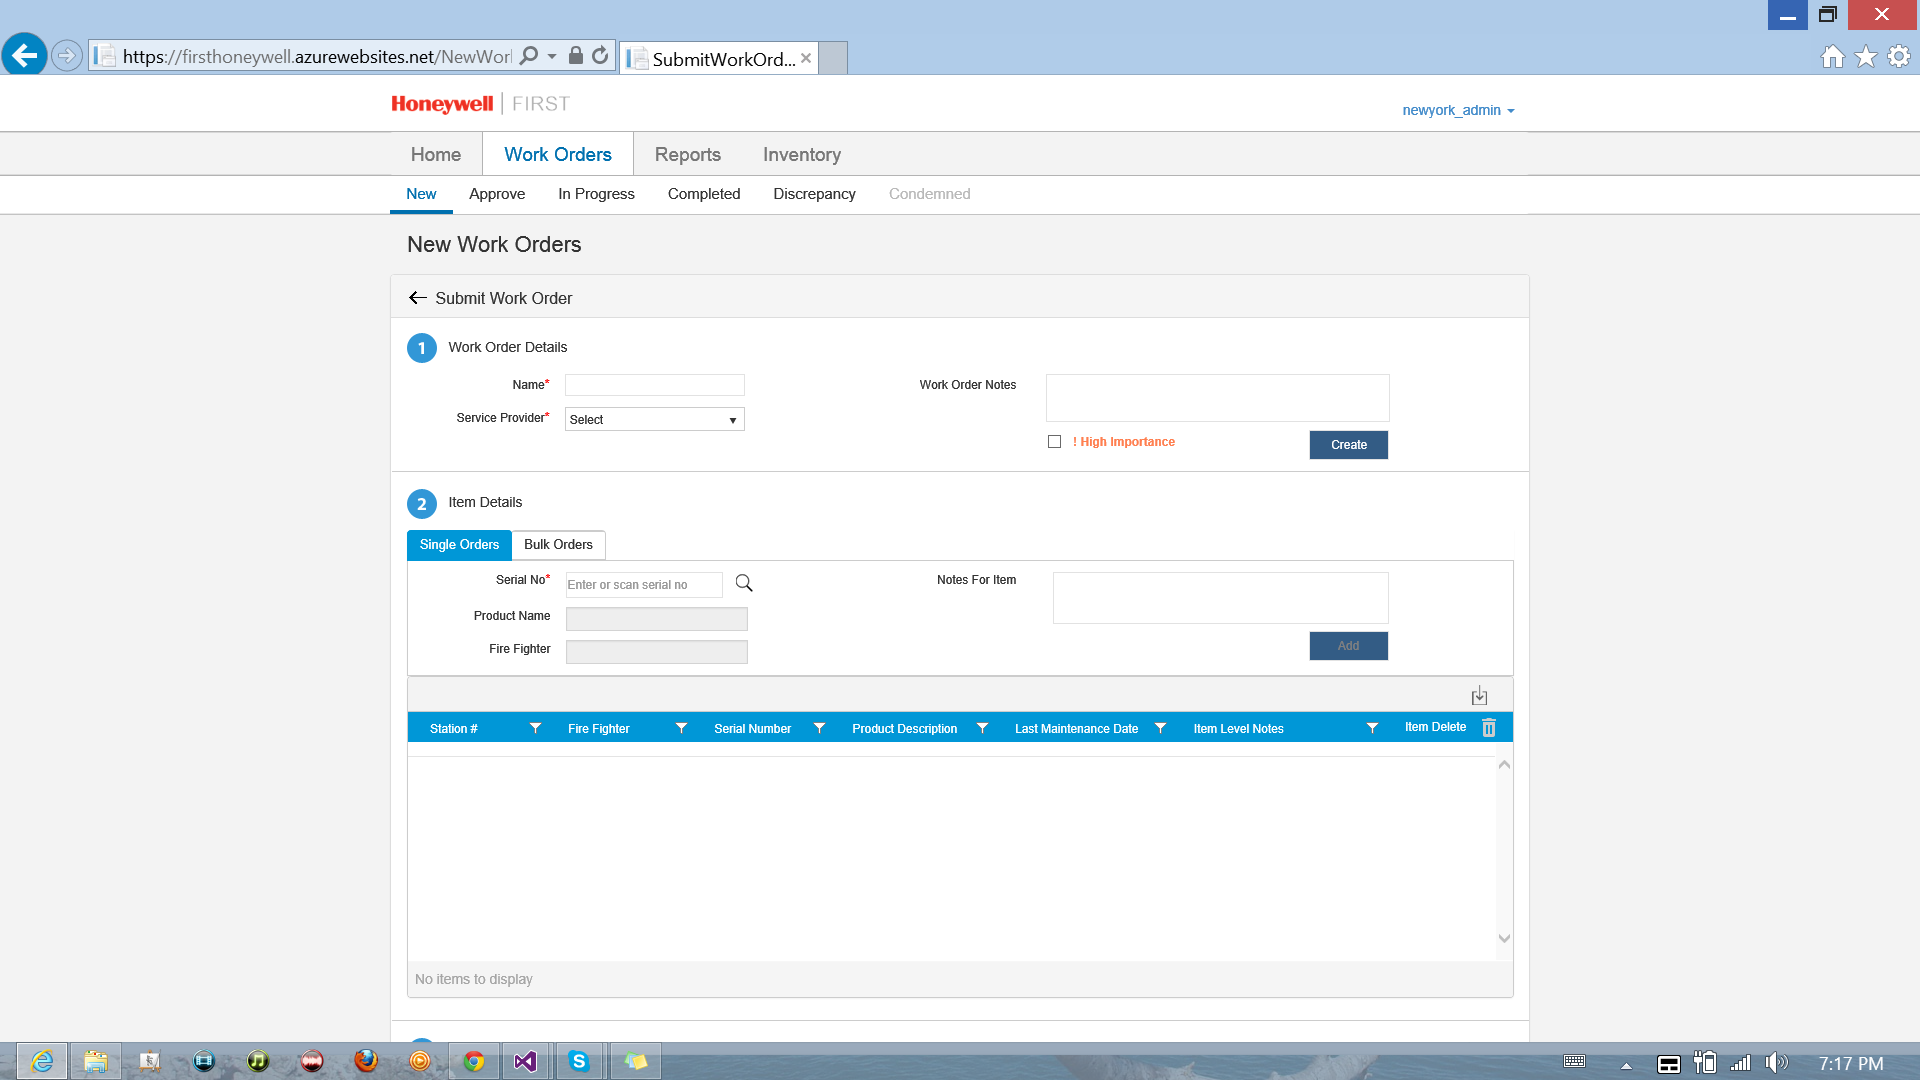 https://firsthoneywell.azurewebsites.net/NewWorl
SubmitWorkOrd...
Honeywell FIRST
newyork_admin
Home Work Orders Reports Inventory
New Approve In Progress Completed Discrepancy Condemned
New Work Orders
Submit Work Order
1 Work Order Details
Name* Work Order Notes
Service Provider* Select
! High Importance Create
2 Item Details
Single Orders Bulk Orders
Serial No* Enter or scan serial no Notes For Item
Product Name
Fire Fighter Add
Station # Fire Fighter Serial Number Product Description Last Maintenance Date Item Level Notes Item Delete
No items to display
7:17 PM